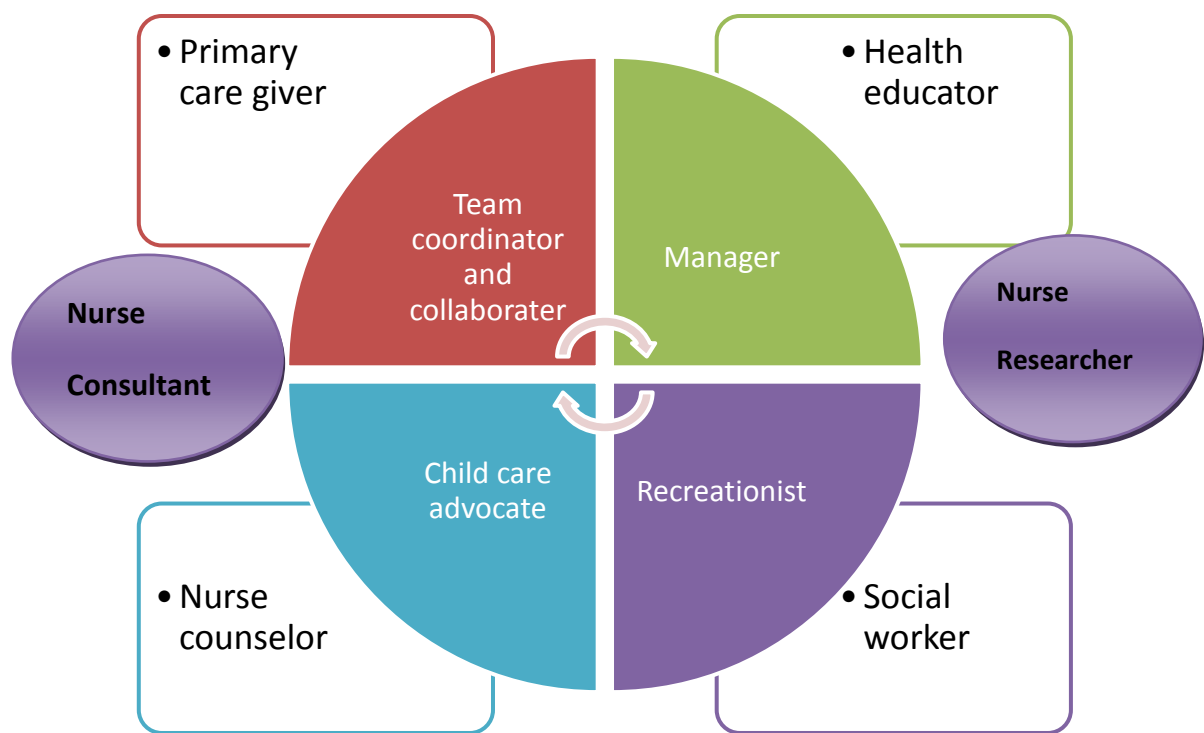 • Primary
care giver
• Health
educator
Team
coordinator
and
collaborater
Manager
Nurse
Consultant
Nurse
Researcher
Child care
advocate
Recreationist
• Nurse
counselor
• Social
worker